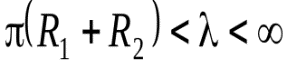 π(R₁ + R₂) < λ < ∞